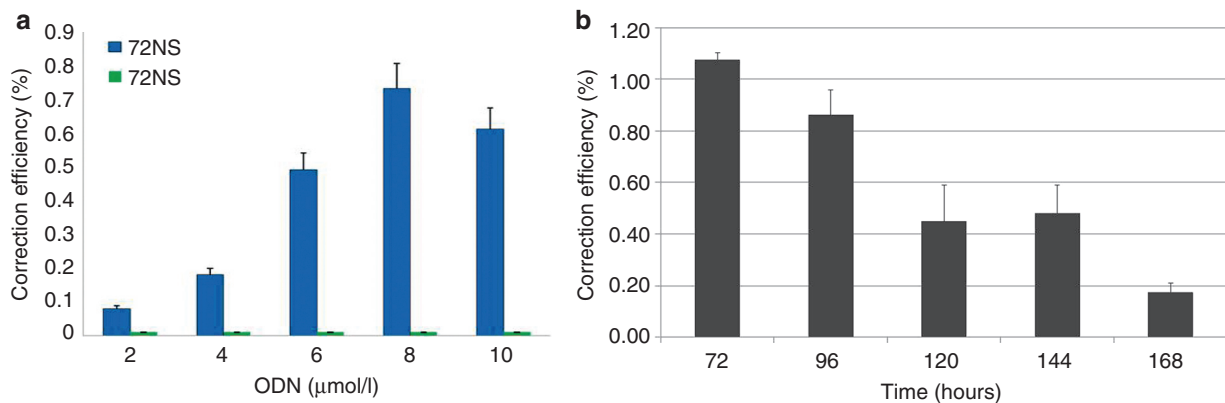 a
Correction efficiency (%)
0.9
0.8
0.7
0.6
0.5
0.4
0.3
0.2
0.1
0
72NS
72NS
2 4 6 8 10
ODN (μmol/l)
b
Correction efficiency (%)
1.20
1.00
0.80
0.60
0.40
0.20
0.00
72 96 120 144 168
Time (hours)